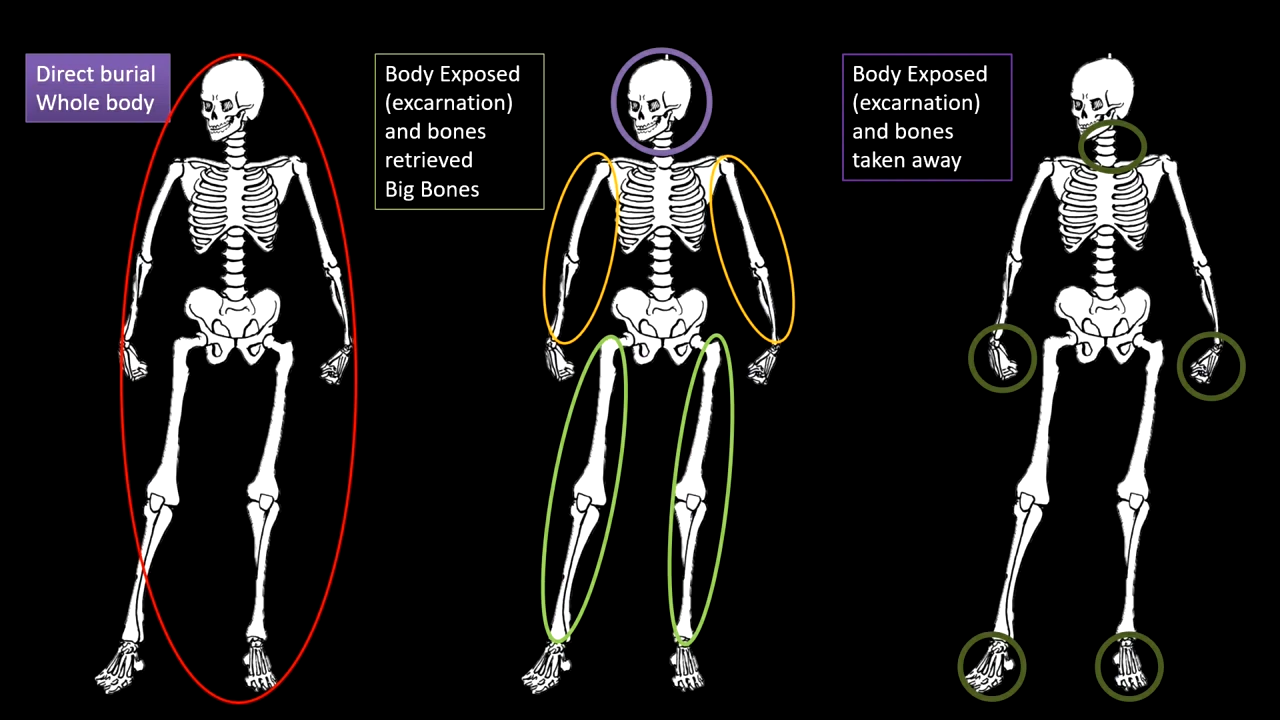 Direct burial
Whole body
Body Exposed
(excarnation)
and bones
retrieved
Big Bones
Body Exposed
(excarnation)
and bones
taken away